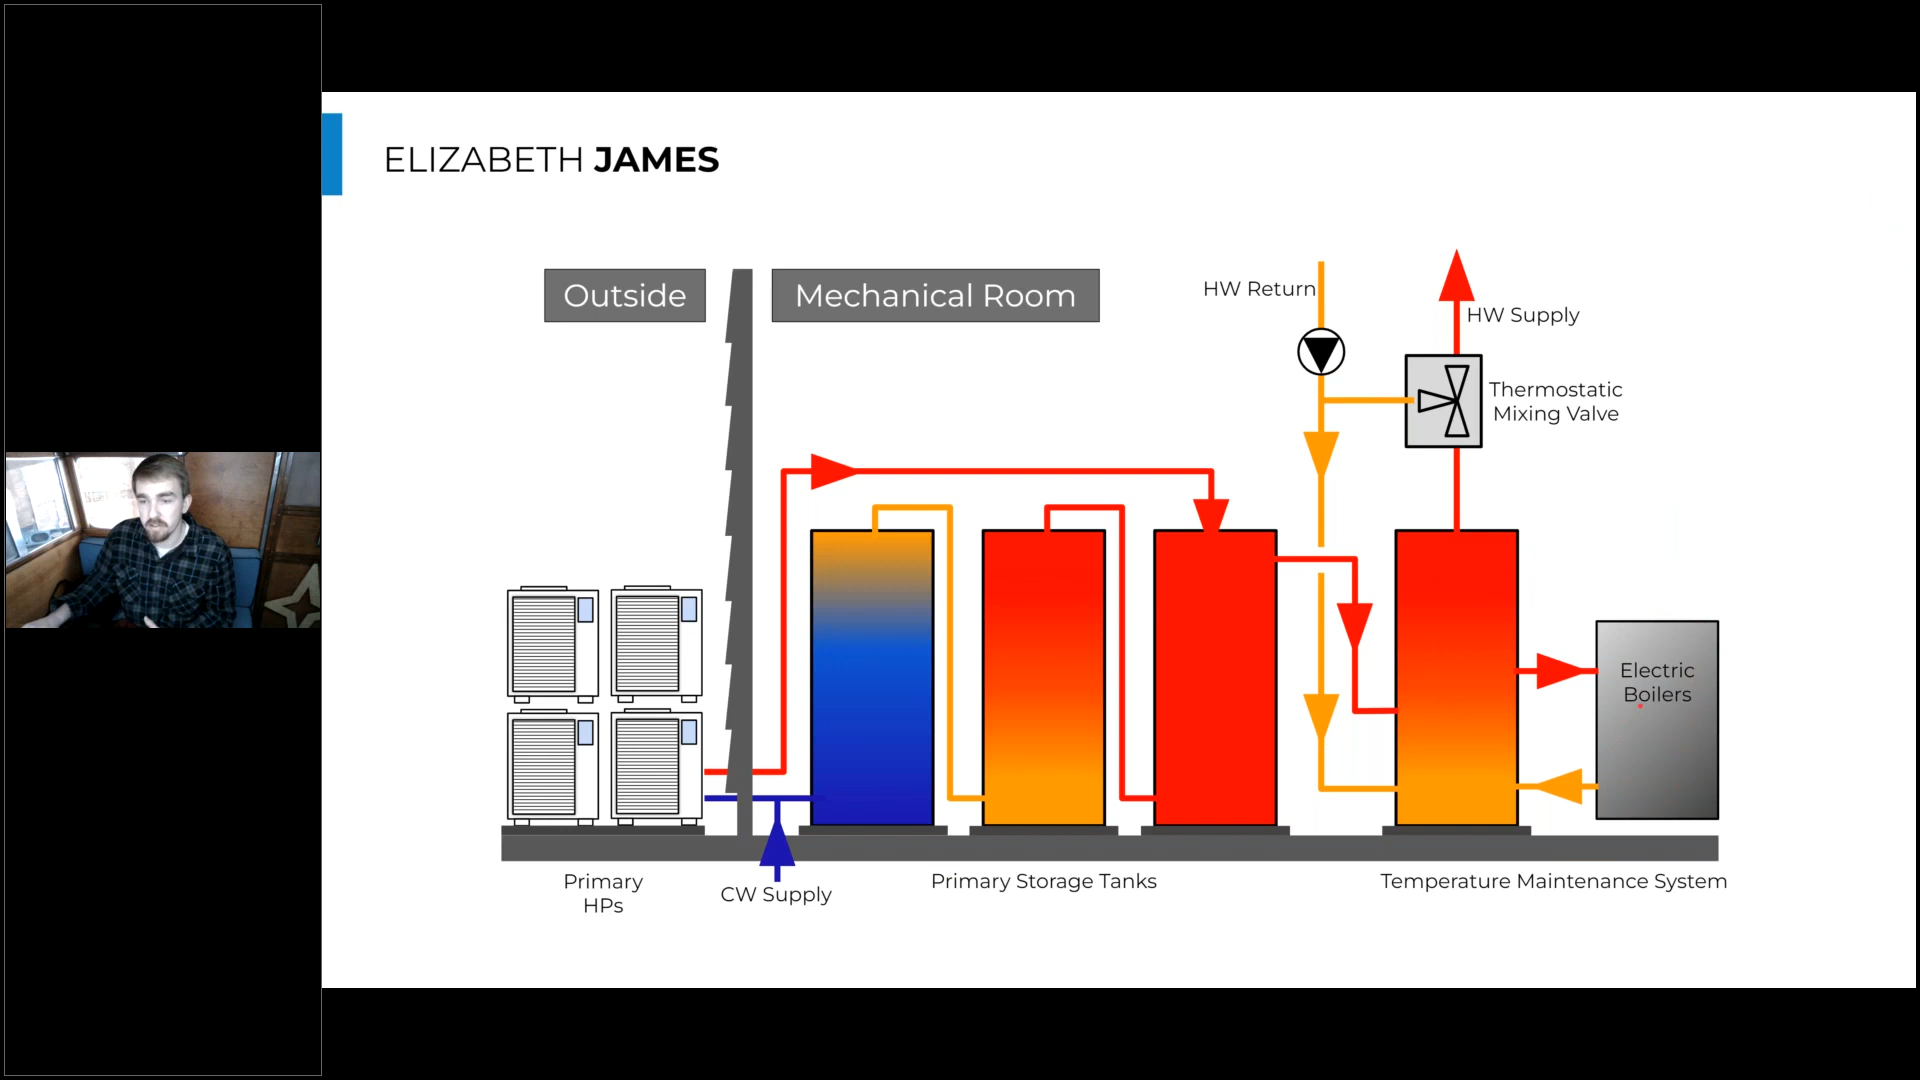 ELIZABETH JAMES
Outside
Mechanical Room
HW Return
HW Supply
Thermostatic
Mixing Valve
Electric
Boilers
Primary
HPs
CW Supply
Primary Storage Tanks
Temperature Maintenance System